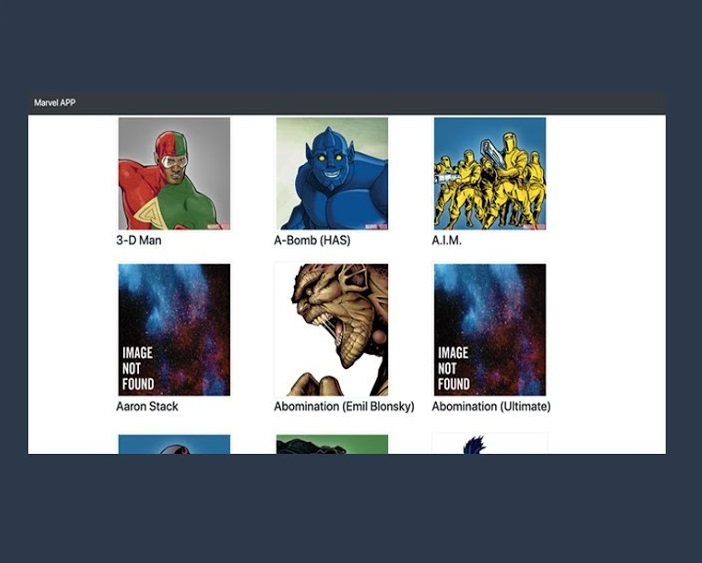 Marvel APP
3-D Man
A-Bomb (HAS)
A.I.M.
IMAGE
NOT
FOUND
IMAGE
NOT
FOUND
Aaron Stack
Abomination (Emil Blonsky)
Abomination (Ultimate)